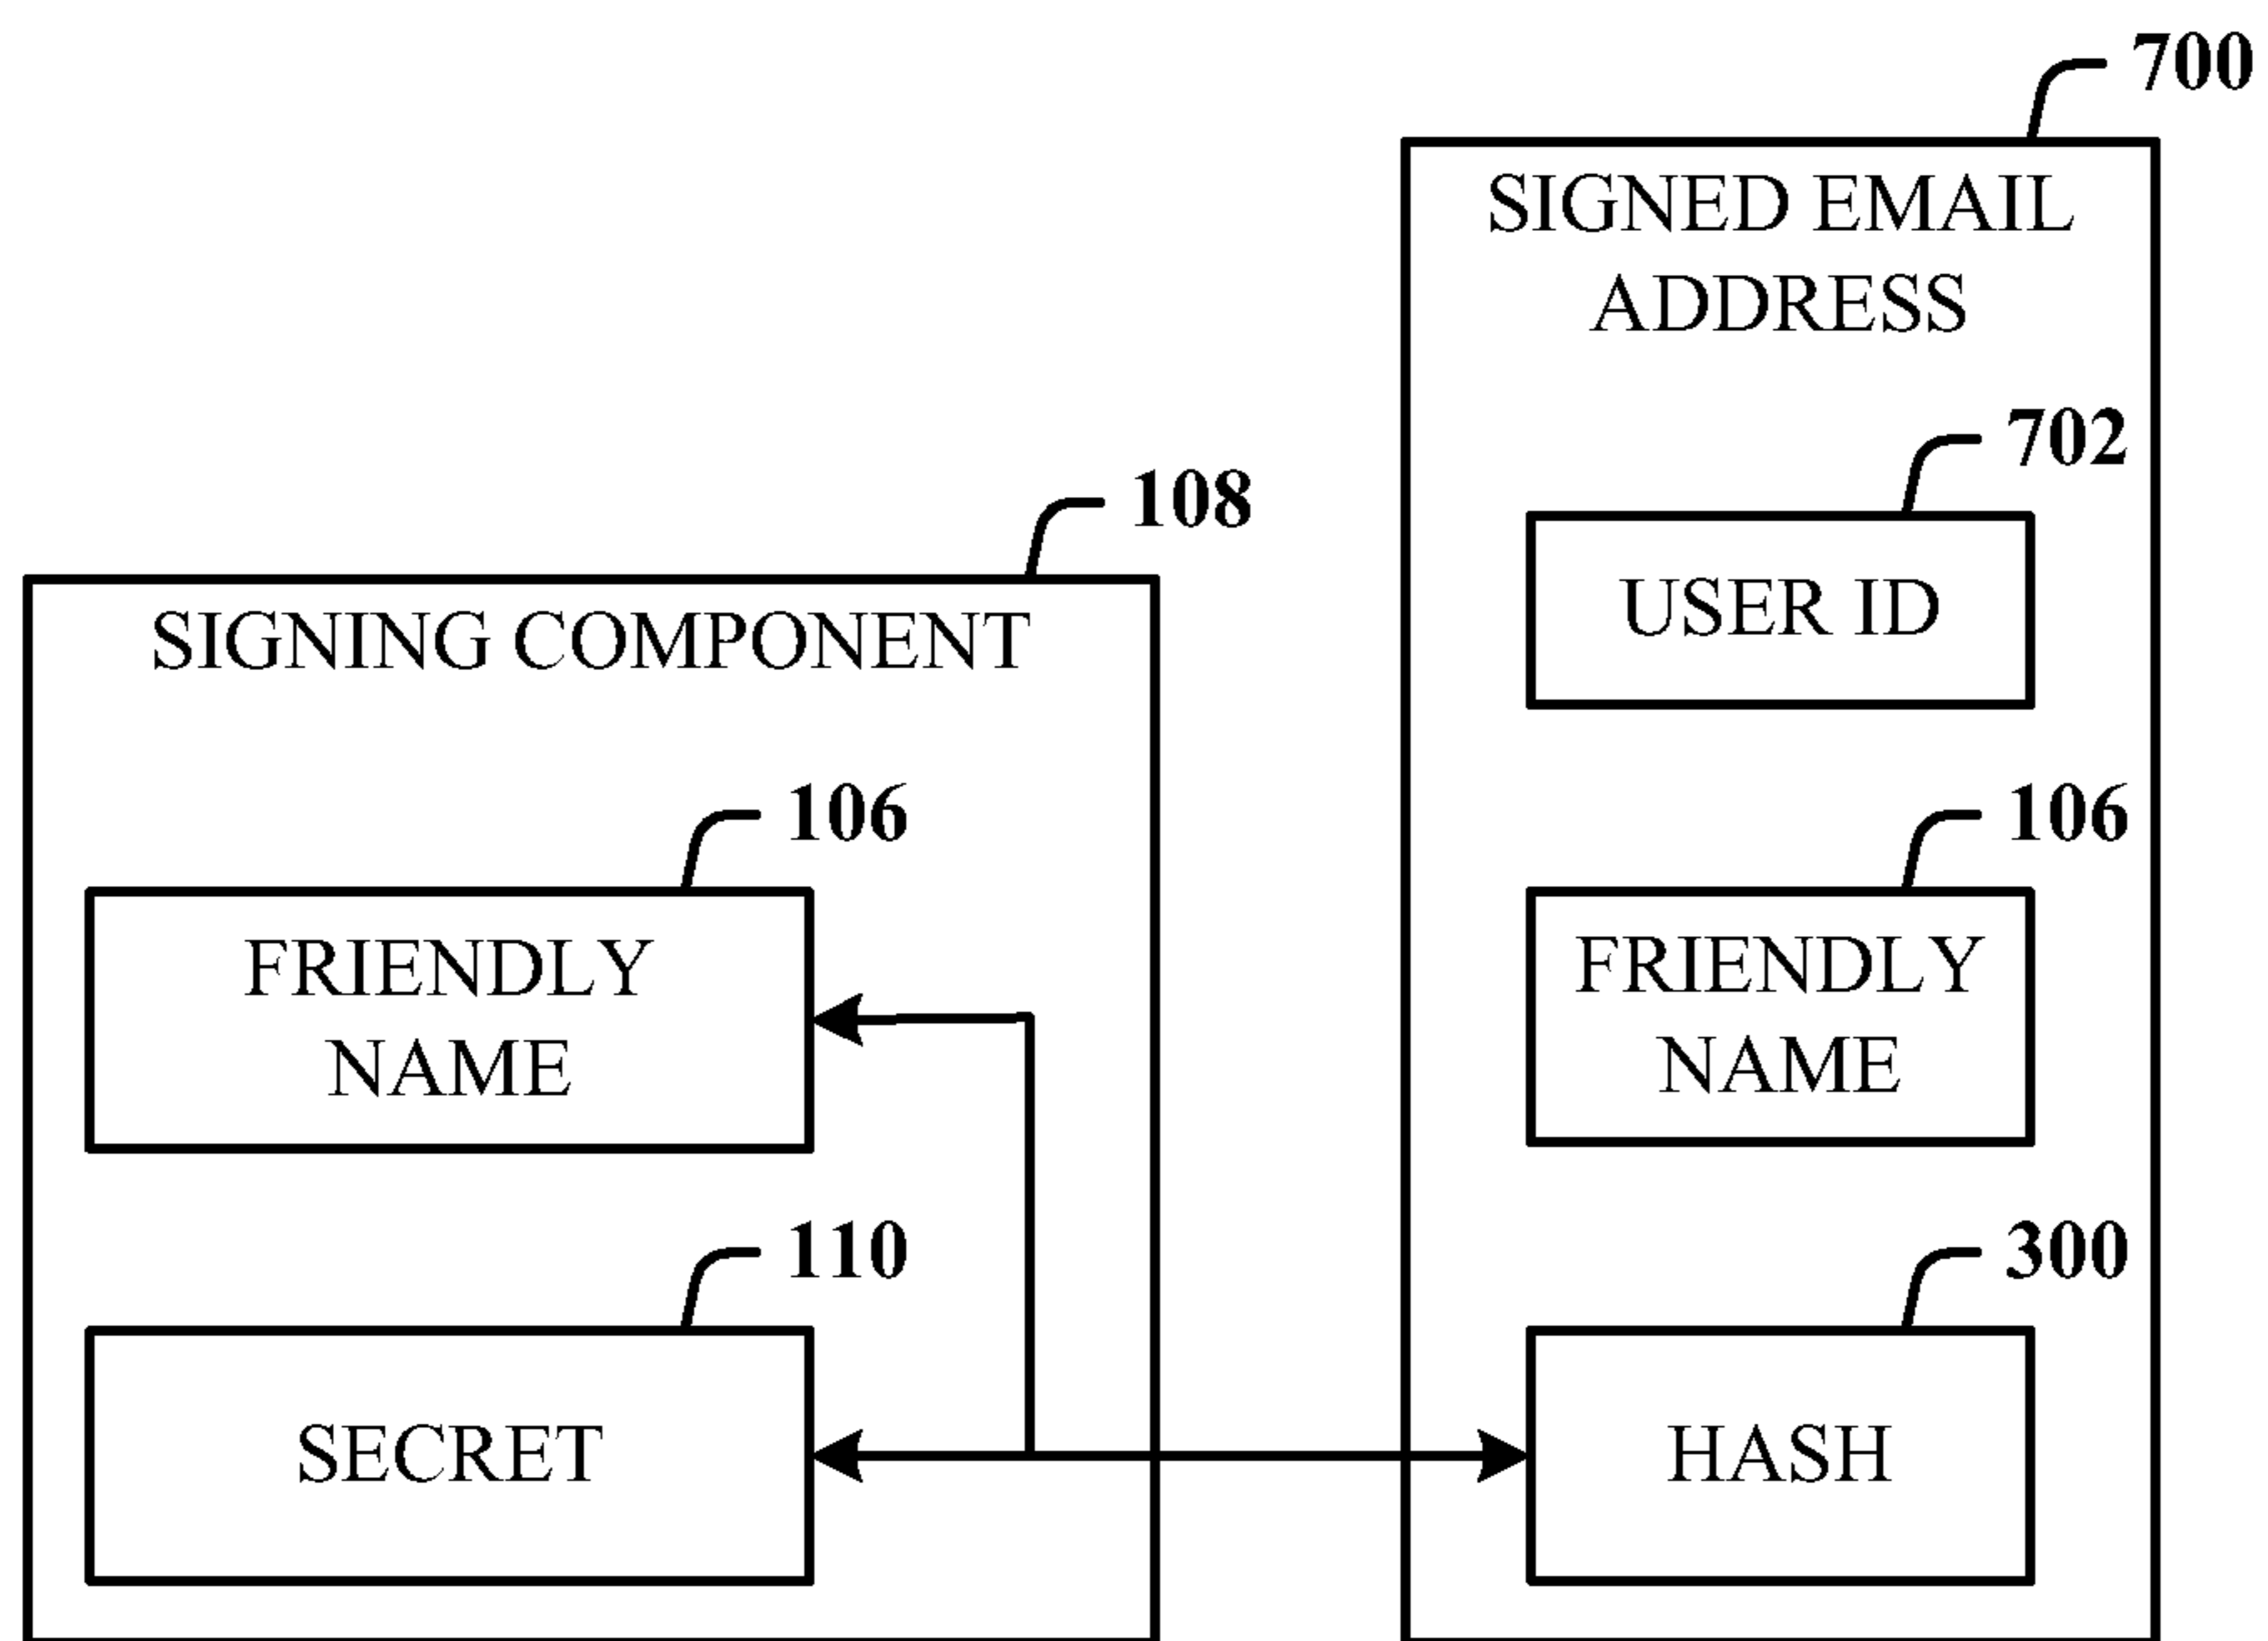 700
SIGNED EMAIL
ADDRESS
702
USER ID
108
SIGNING COMPONENT
106
FRIENDLY
NAME
106
FRIENDLY
NAME
110
SECRET
300
HASH